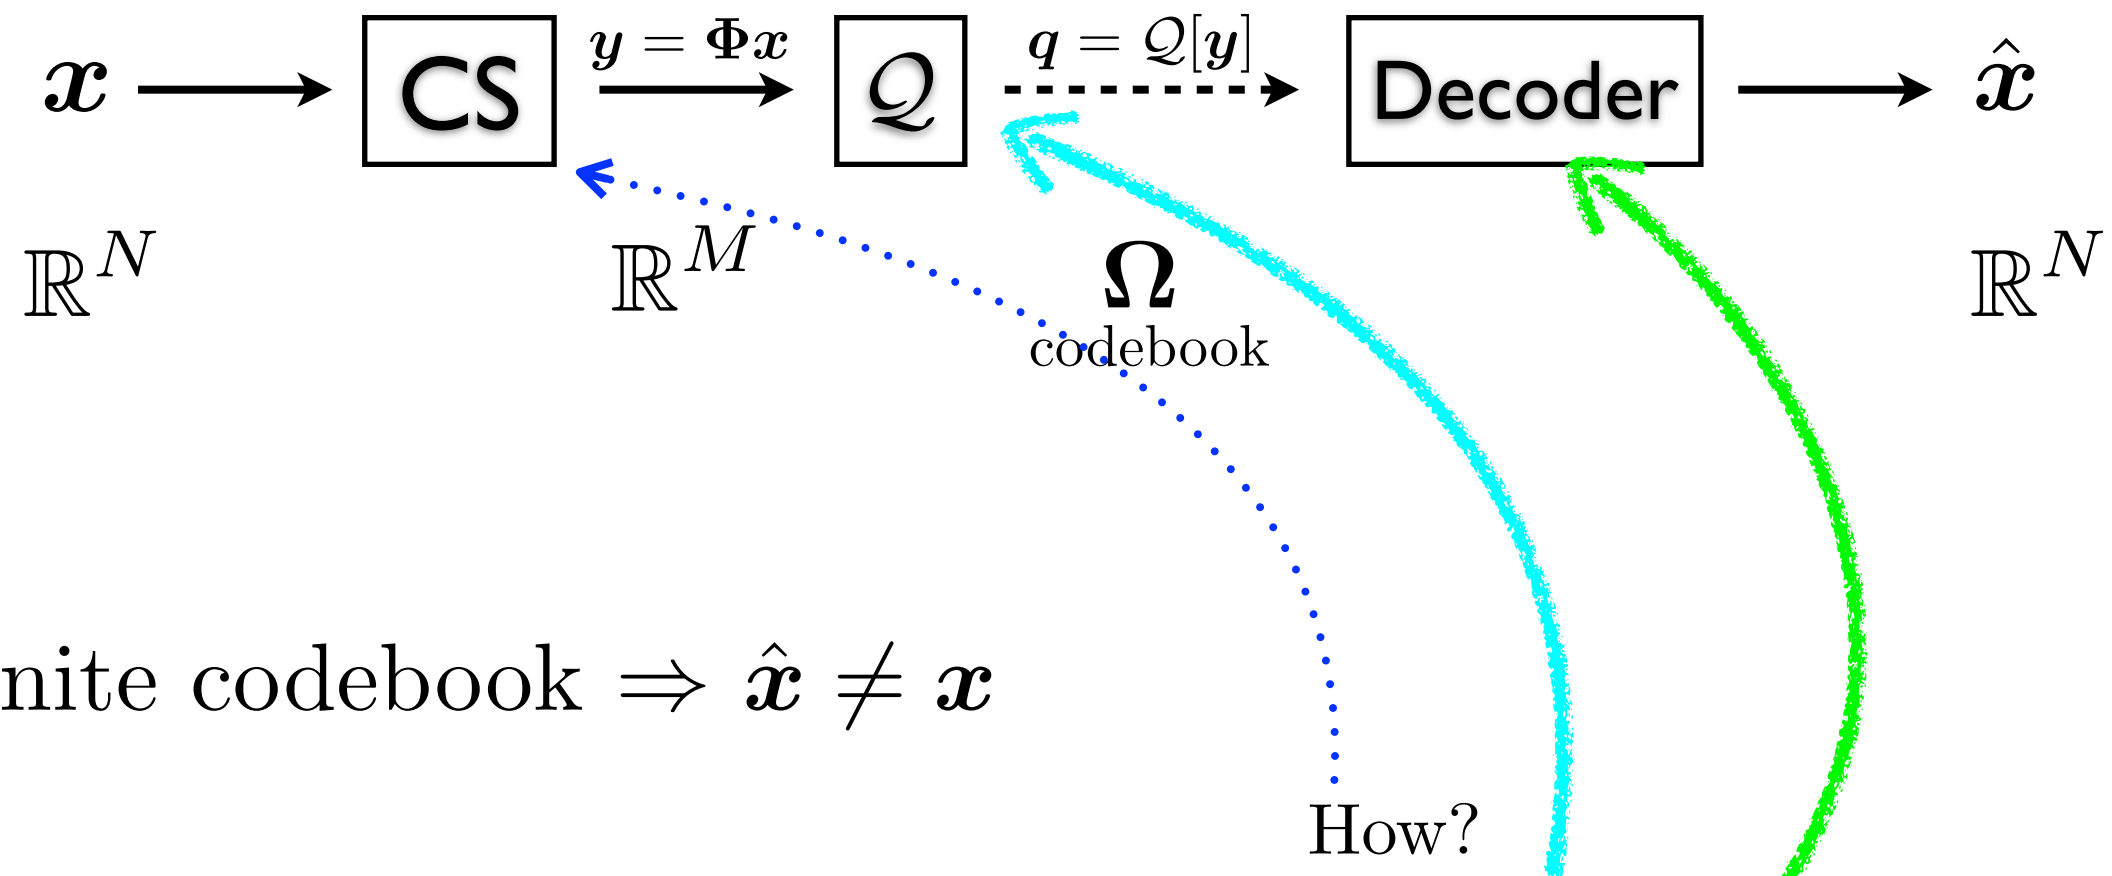 x CS y = Φx 𝒬 q = 𝒬[y] Decoder x̂
ℝ^N ℝ^M Ω ℝ^N
codebook
nite codebook ⇒ x̂ ≠ x
How?